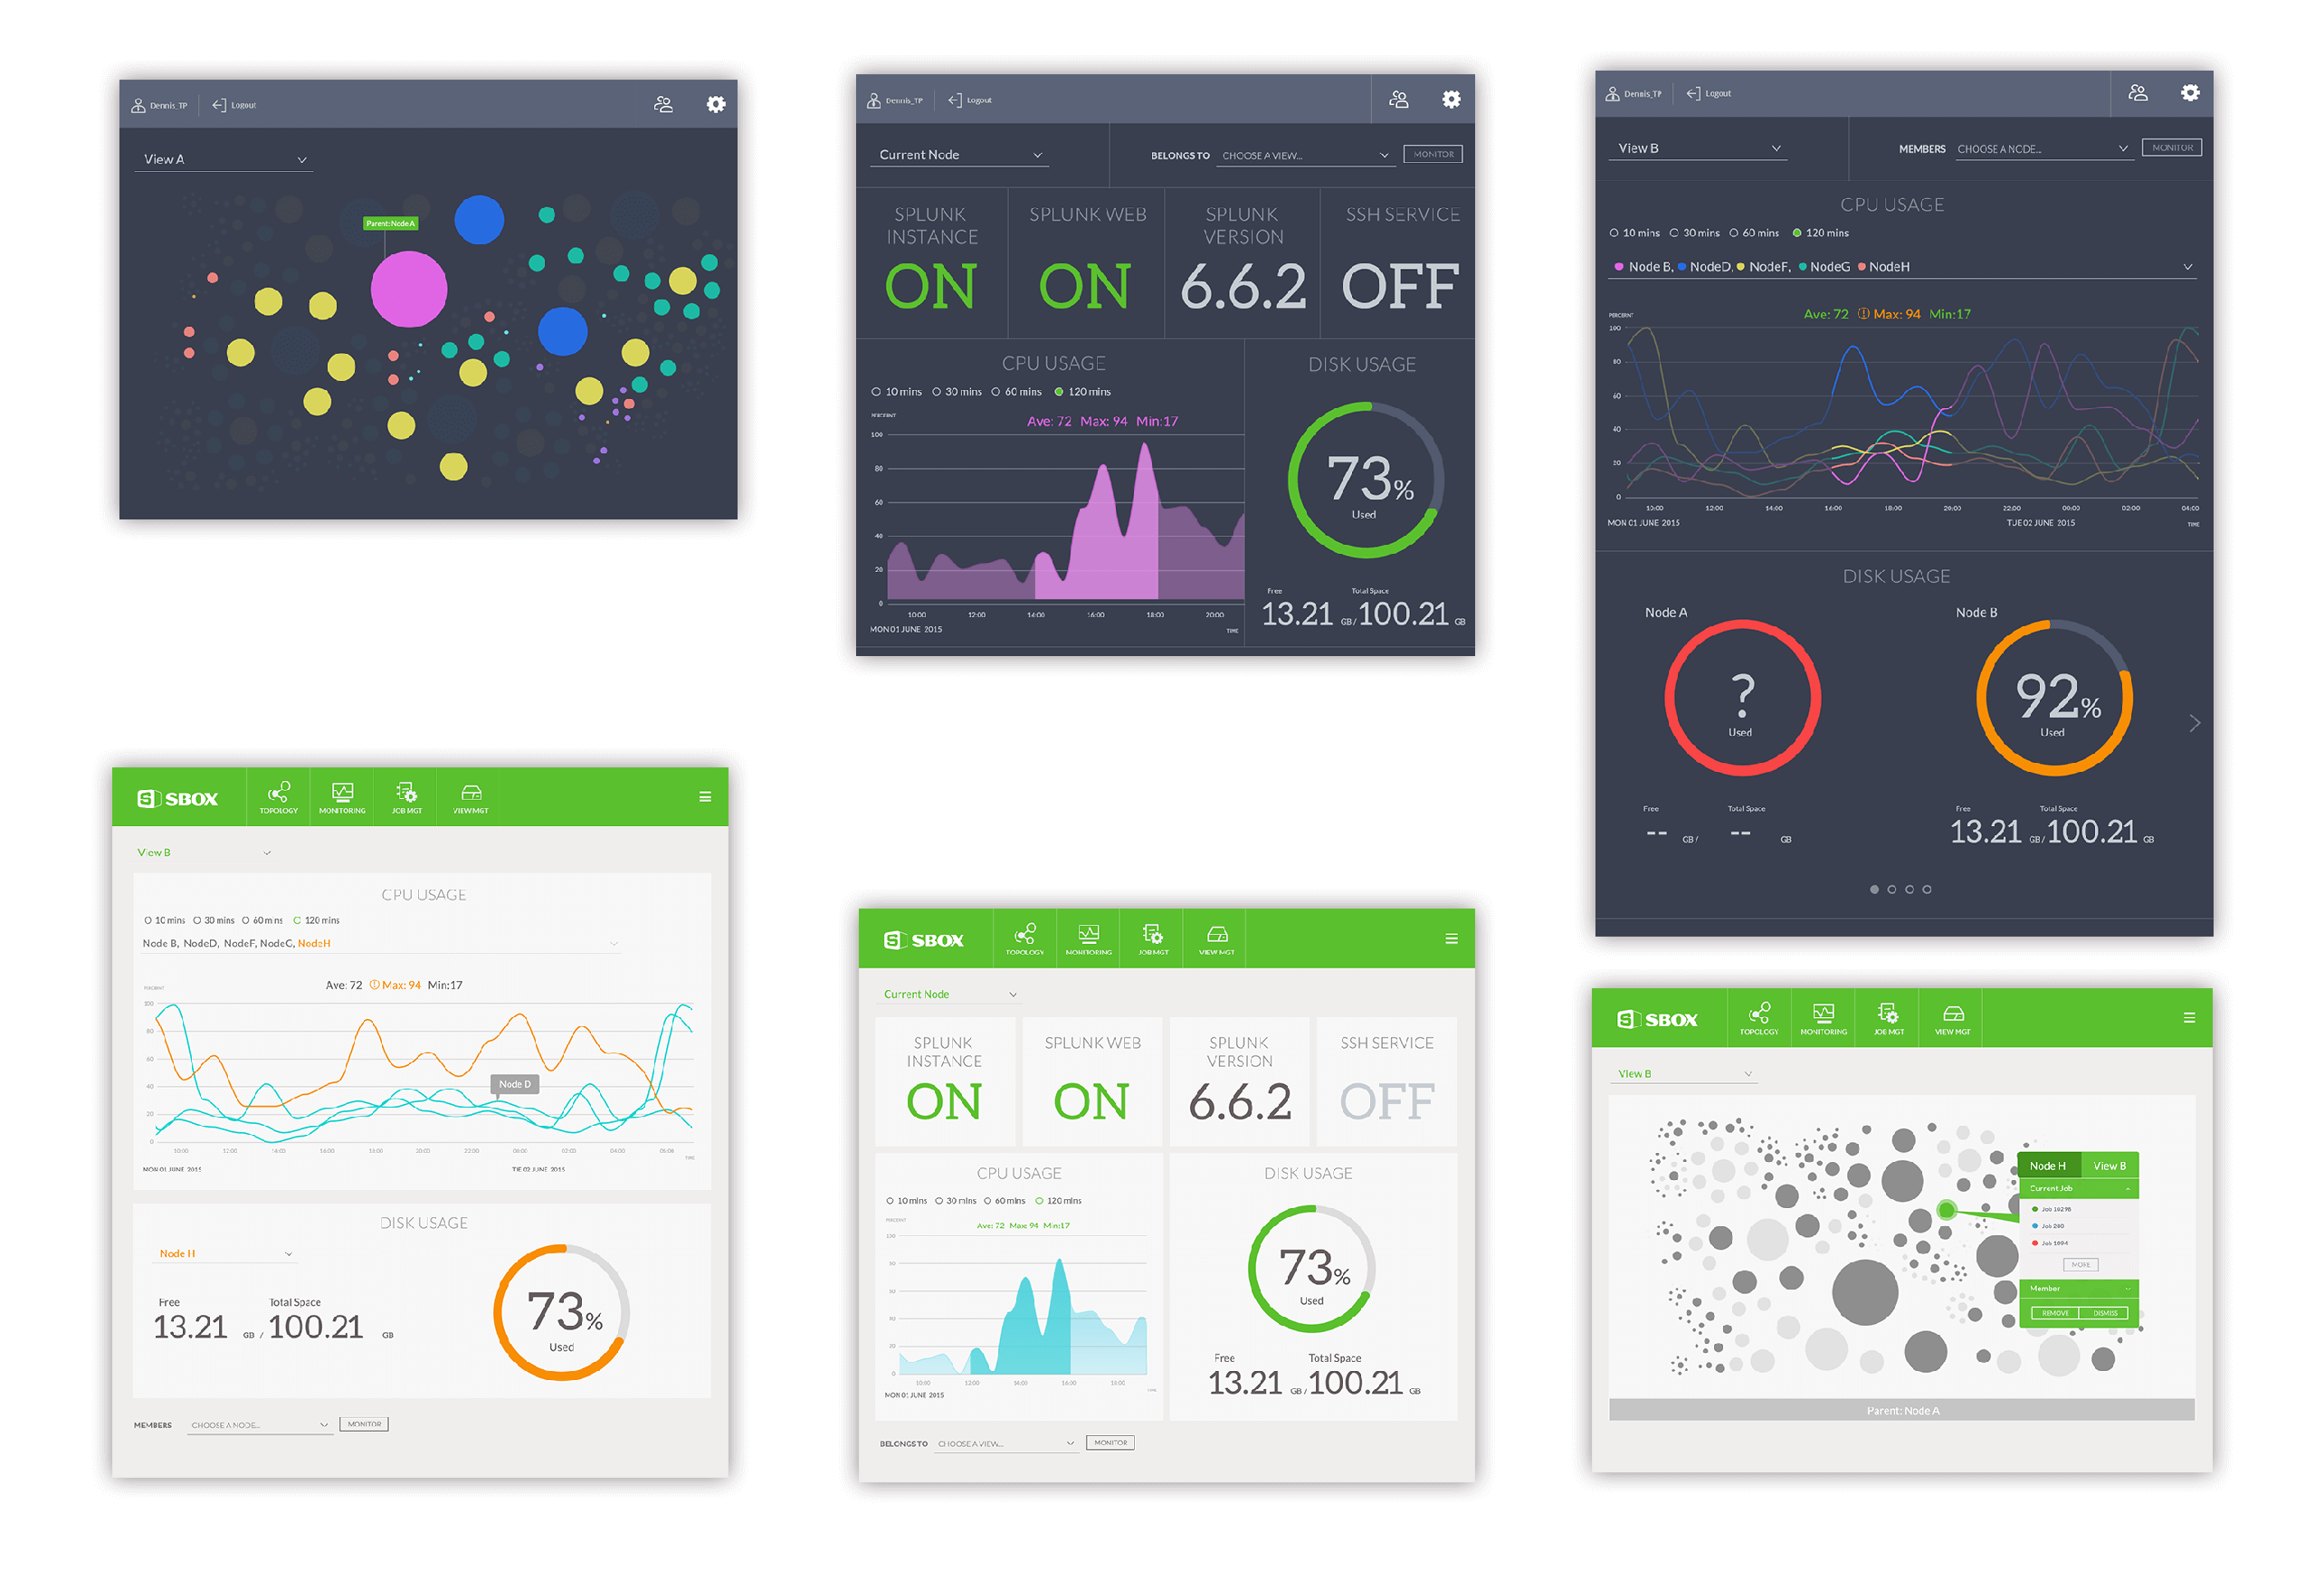 Dennis_TP
Logout
View A
Parent: Node A
Dennis_TP
Logout
Current Node
BELONGS TO CHOOSE A VIEW... MONITOR
SPLUNK INSTANCE
ON
SPLUNK WEB
ON
SPLUNK VERSION
6.6.2
SSH SERVICE
OFF
CPU USAGE
10 mins 30 mins 60 mins 120 mins
PERCENT
Ave: 72 Max: 94 Min:17
100
80
60
40
20
0
10:00 12:00 14:00 16:00 18:00 20:00
MON 01 JUNE 2015
TIME
DISK USAGE
73%
Used
Free Total Space
13.21 GB / 100.21 GB
Dennis_TP
Logout
View B
MEMBERS CHOOSE A NODE... MONITOR
CPU USAGE
10 mins 30 mins 60 mins 120 mins
Node B, NodeD, NodeF, NodeG NodeH
PERCENT
Ave: 72 Max: 94 Min:17
100
80
60
40
20
0
10:00 12:00 14:00 16:00 18:00 20:00 22:00 00:00 02:00 04:00
MON 01 JUNE 2015 TUE 02 JUNE 2015
TIME
DISK USAGE
Node A
?
Used
Free Total Space
-- GB / -- GB
Node B
92%
Used
Free Total Space
13.21 GB / 100.21 GB
S SBOX
TOPOLOGY MONITORING JOB MGT VIEW MGT
View B
CPU USAGE
10 mins 30 mins 60 mins 120 mins
Node B, NodeD, NodeF, NodeG, NodeH
PERCENT
Ave: 72 Max: 94 Min:17
100
80
60
40
20
0
Node D
10:00 12:00 14:00 16:00 18:00 20:00 22:00 00:00 02:00 04:00 06:00
TIME
MON 01 JUNE 2015 TUE 02 JUNE 2015
DISK USAGE
Node H
Free Total Space
13.21 GB / 100.21 GB
73%
Used
MEMBERS CHOOSE A NODE... MONITOR
S SBOX
TOPOLOGY MONITORING JOB MGT VIEW MGT
Current Node
SPLUNK INSTANCE
ON
SPLUNK WEB
ON
SPLUNK VERSION
6.6.2
SSH SERVICE
OFF
CPU USAGE
10 mins 30 mins 60 mins 120 mins
PERCENT
Ave: 72 Max: 94 Min:17
100
80
60
40
20
0
10:00 12:00 14:00 16:00 18:00
MON 01 JUNE 2015
DISK USAGE
73%
Used
Free Total Space
13.21 GB / 100.21 GB
BELONGS TO CHOOSE A VIEW... MONITOR
S SBOX
TOPOLOGY MONITORING JOB MGT VIEW MGT
View B
Node H View B
Current Job
Job 10298
Job 280
Job 1094
MORE
Member
REMOVE DISMISS
Parent: Node A